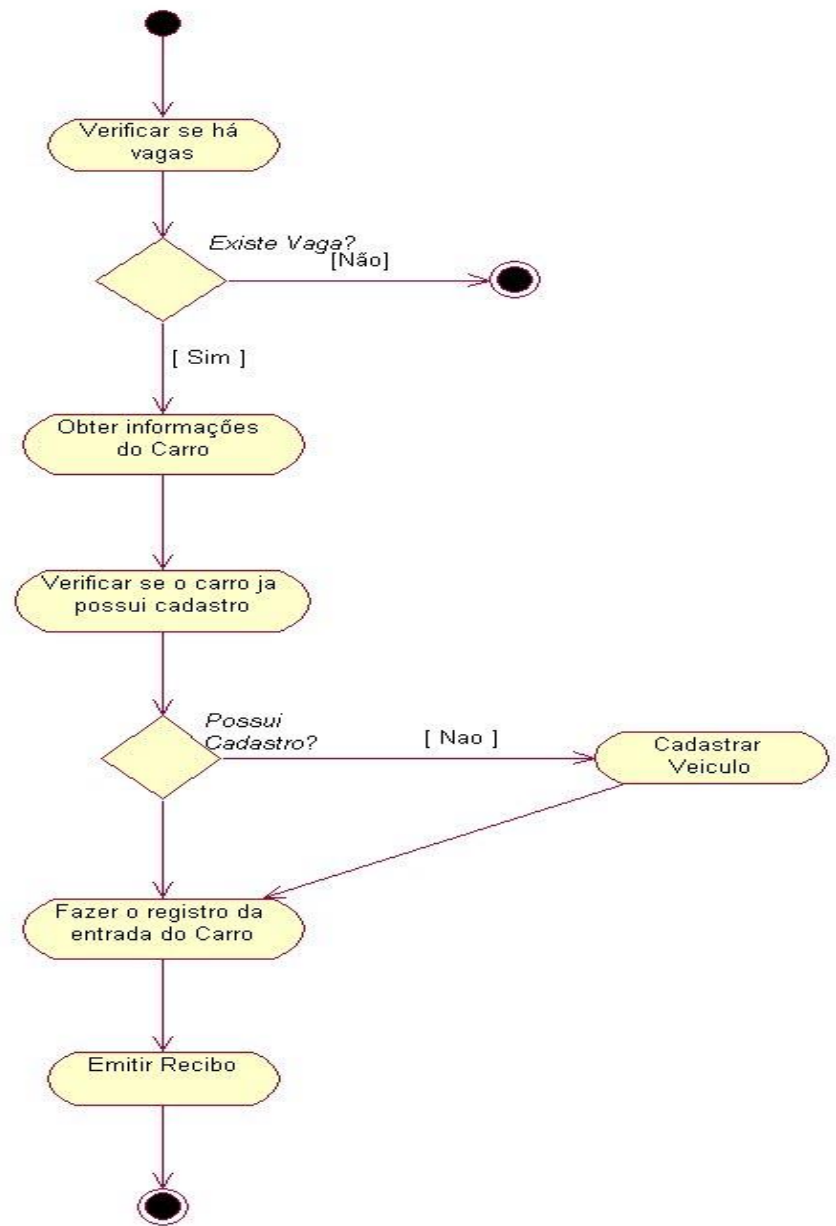 Verificar se há
vagas
Existe Vaga?
[Não]
[ Sim ]
Obter informações
do Carro
Verificar se o carro ja
possui cadastro
Possui
Cadastro?
[ Nao ]
Cadastrar
Veiculo
Fazer o registro da
entrada do Carro
Emitir Recibo